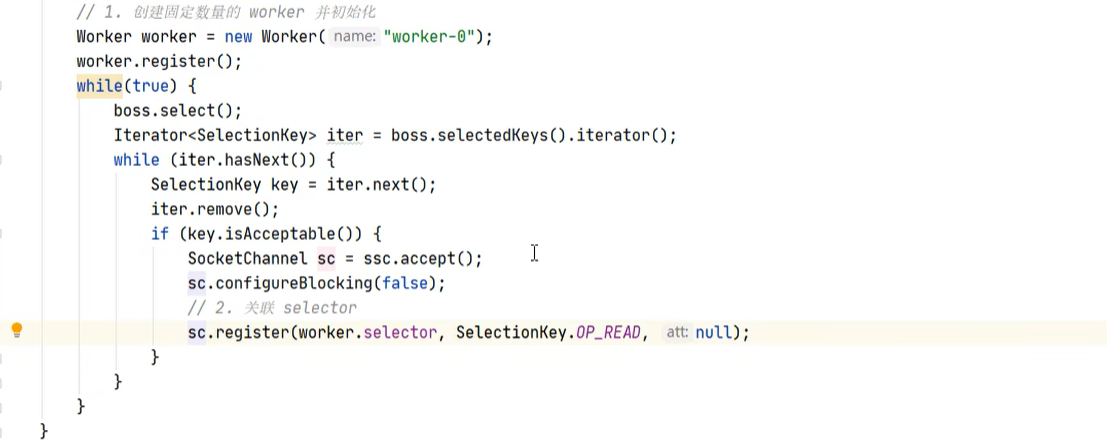 // 1. 创建固定数量的 worker 并初始化
Worker worker = new Worker( name: "worker-0");
worker.register();
while(true) {
boss.select();
Iterator<SelectionKey> iter = boss.selectedKeys().iterator();
while (iter.hasNext()) {
SelectionKey key = iter.next();
iter.remove();
if (key.isAcceptable()) {
SocketChannel sc = ssc.accept();
sc.configureBlocking(false);
// 2. 关联 selector
sc.register(worker.selector, SelectionKey.OP_READ, att: null);
}
}
}
}